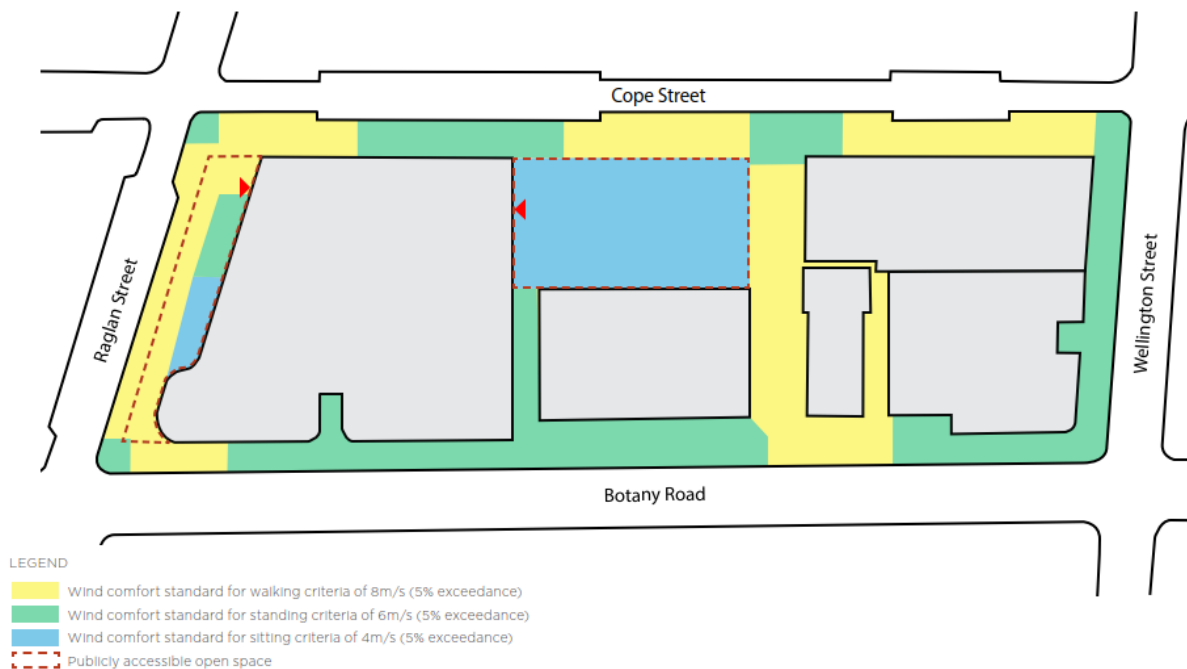 Cope Street
Raglan Street
Wellington Street
Botany Road
LEGEND
Wind comfort standard for walking criteria of 8m/s (5% exceedance)
Wind comfort standard for standing criteria of 6m/s (5% exceedance)
Wind comfort standard for sitting criteria of 4m/s (5% exceedance)
Publicly accessible open space